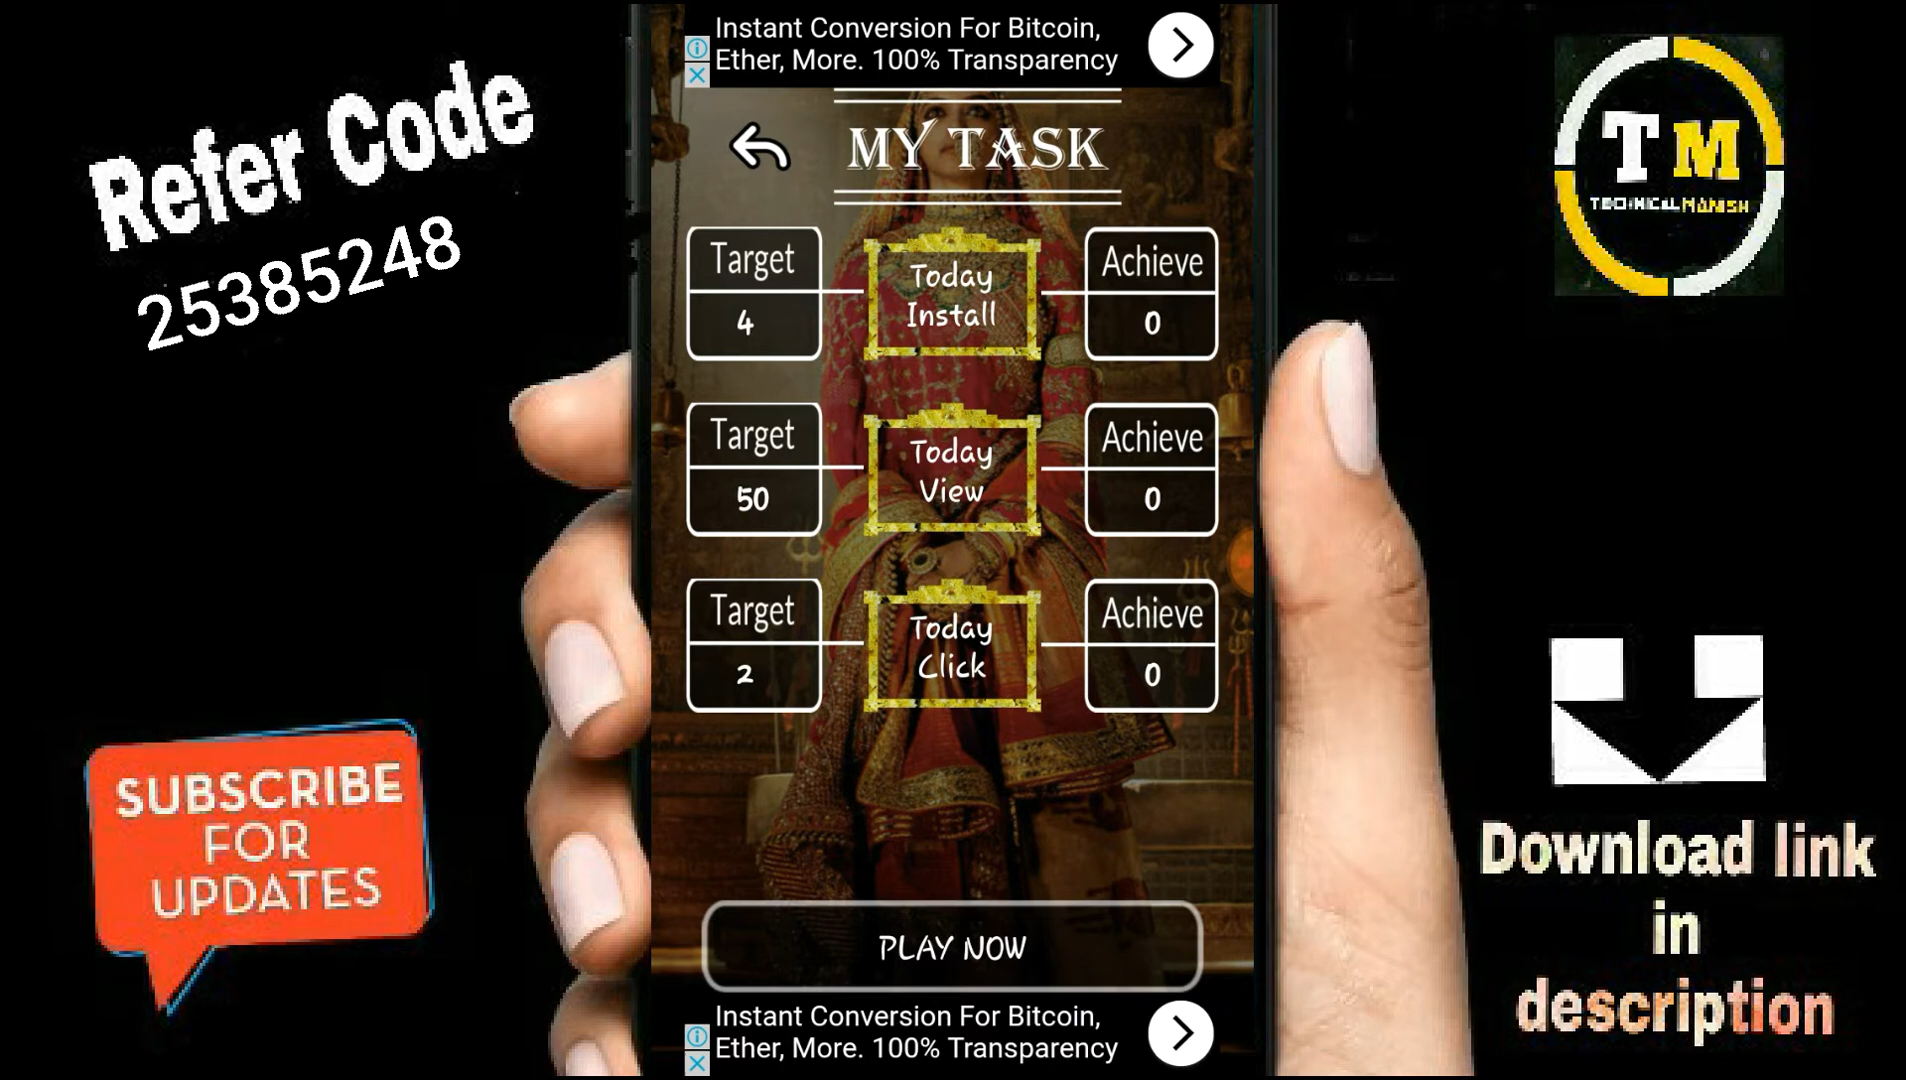 Instant Conversion For Bitcoin,
Ether, More. 100% Transparency
Refer Code
25385248
TM
TECHNICAL MANISH
MY TASK
Target
4
Today
Install
Achieve
0
Target
50
Today
View
Achieve
0
Target
2
Today
Click
Achieve
0
SUBSCRIBE
FOR
UPDATES
Download link
in
description
PLAY NOW
Instant Conversion For Bitcoin,
Ether, More. 100% Transparency